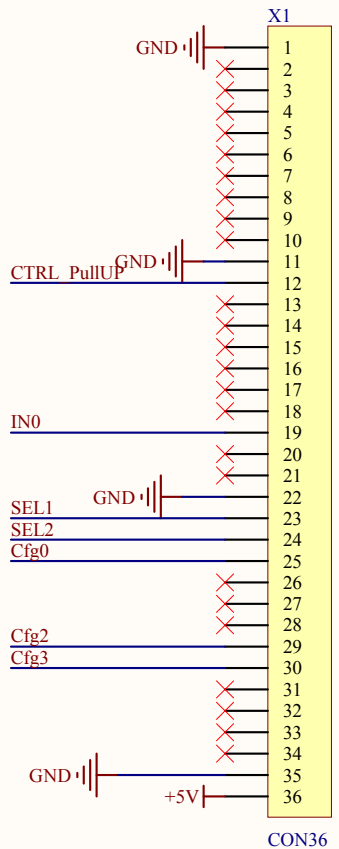 X1
GND 1
2
3
4
5
6
7
8
9
10
GND 11
CTRL_PullUP 12
13
14
15
16
17
18
IN0 19
20
21
GND 22
SEL1 23
SEL2 24
Cfg0 25
26
27
28
Cfg2 29
Cfg3 30
31
32
33
34
GND 35
+5V 36
CON36